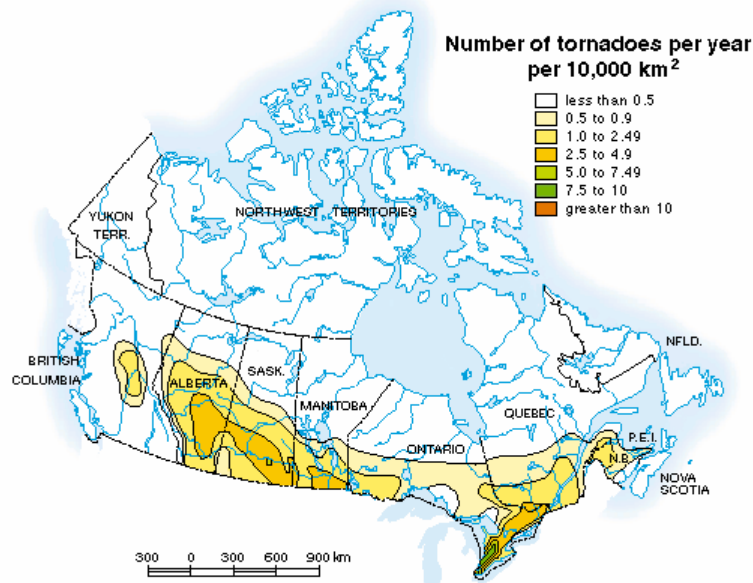 Number of tornadoes per year
per 10,000 km²
less than 0.5
0.5 to 0.9
1.0 to 2.49
2.5 to 4.9
5.0 to 7.49
7.5 to 10
greater than 10
YUKON
TERR.
NORTHWEST TERRITORIES
BRITISH
COLUMBIA
ALBERTA
SASK.
MANITOBA
ONTARIO
QUEBEC
NFLD.
P.E.I.
N.B.
NOVA
SCOTIA
300 0 300 600 900 km